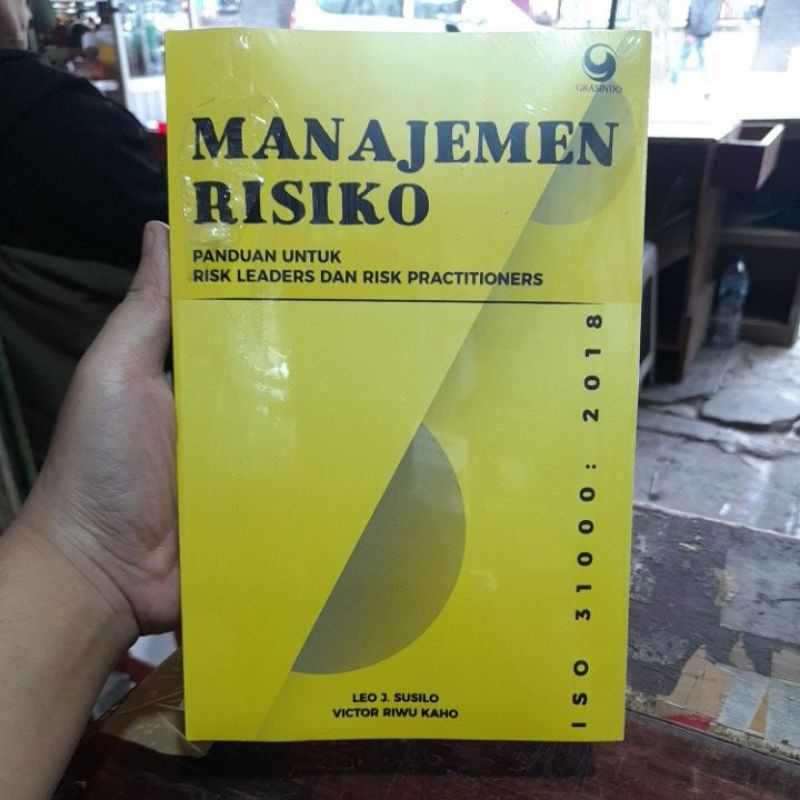 GRASINDO
MANAJEMEN
RISIKO
PANDUAN UNTUK
RISK LEADERS DAN RISK PRACTITIONERS
ISO 31000: 2018
LEO J. SUSILO
VICTOR RIWU KAHO